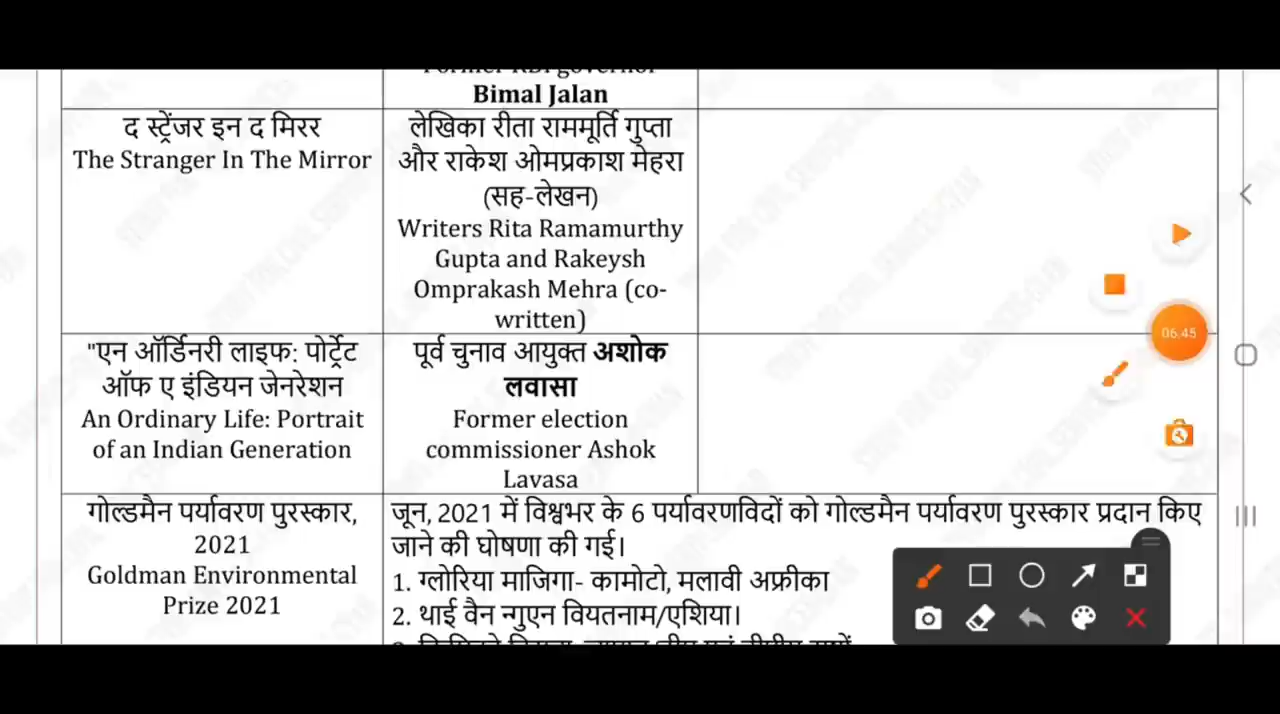 Former RBI governor
Bimal Jalan
द स्ट्रेंजर इन द मिरर
The Stranger In The Mirror
लेखिका रीता राममूर्ति गुप्ता
और राकेश ओमप्रकाश मेहरा
(सह-लेखन)
Writers Rita Ramamurthy
Gupta and Rakeysh
Omprakash Mehra (co-
written)
"एन ऑर्डिनरी लाइफ: पोर्ट्रेट
ऑफ ए इंडियन जेनरेशन
An Ordinary Life: Portrait
of an Indian Generation
पूर्व चुनाव आयुक्त अशोक
लवासा
Former election
commissioner Ashok
Lavasa
गोल्डमैन पर्यावरण पुरस्कार,
2021
Goldman Environmental
Prize 2021
जून, 2021 में विश्वभर के 6 पर्यावरणविदों को गोल्डमैन पर्यावरण पुरस्कार प्रदान किए
जाने की घोषणा की गई।
1. ग्लोरिया माजिगा- कामोटो, मलावी अफ्रीका
2. थाई वैन न्गुएन वियतनाम/एशिया।
06.45